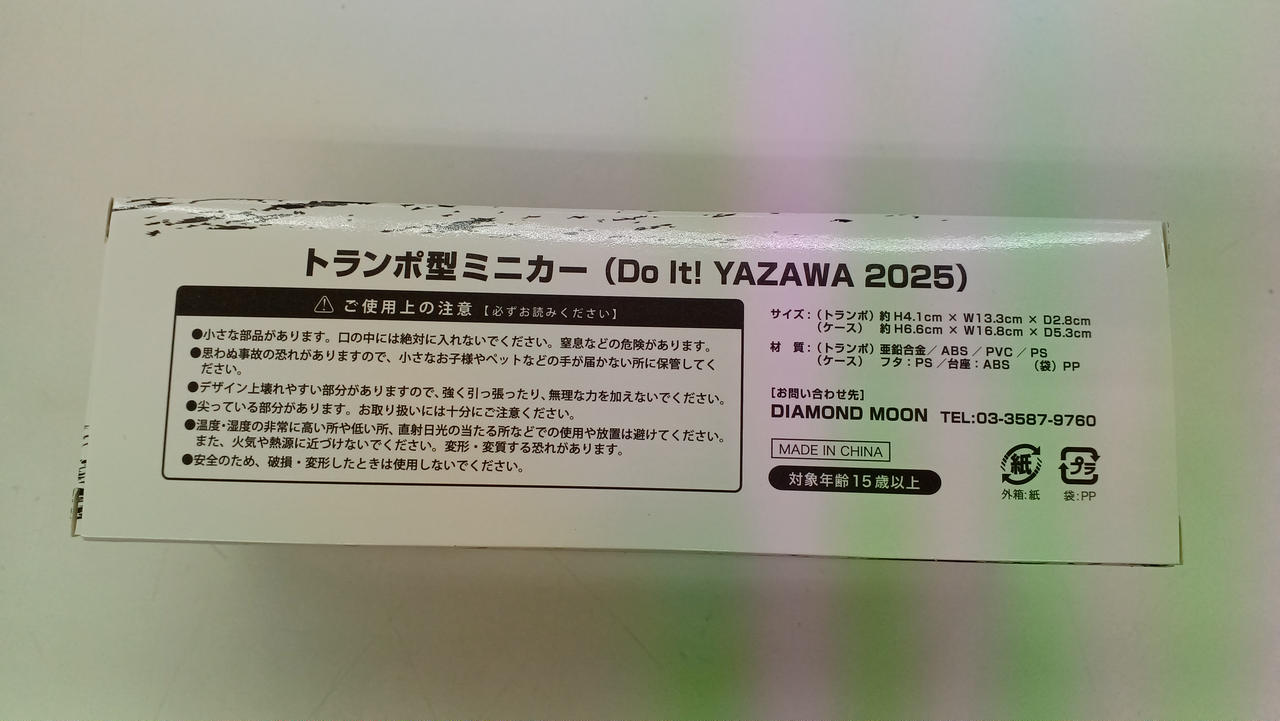 トランポ型ミニカー（Do It! YAZAWA 2025）
ご使用上の注意【必ずお読みください】
●小さな部品があります。口の中には絶対に入れないでください。窒息などの危険があります。
●思わぬ事故の恐れがありますので、小さなお子様やペットなどの手が届かない所に保管してく
ださい。
●デザイン上壊れやすい部分がありますので、強く引っ張ったり、無理な力を加えないでください。
●尖っている部分があります。お取り扱いには十分にご注意ください。
●温度・湿度の非常に高い所や低い所、直射日光の当たる所などでの使用や放置は避けてください。
また、火気や熱源に近づけないでください。変形・変質する恐れがあります。
●安全のため、破損・変形したときは使用しないでください。
サイズ：（トランポ）約 H4.1cm × W13.3cm × D2.8cm
（ケース） 約 H6.6cm × W16.8cm × D5.3cm
材 質：（トランポ）亜鉛合金／ABS／PVC／PS
（ケース） フタ：PS／台座：ABS （袋）PP
［お問い合わせ先］
DIAMOND MOON TEL:03-3587-9760
MADE IN CHINA
対象年齢15歳以上
紙
外箱:紙
プラ
袋:PP